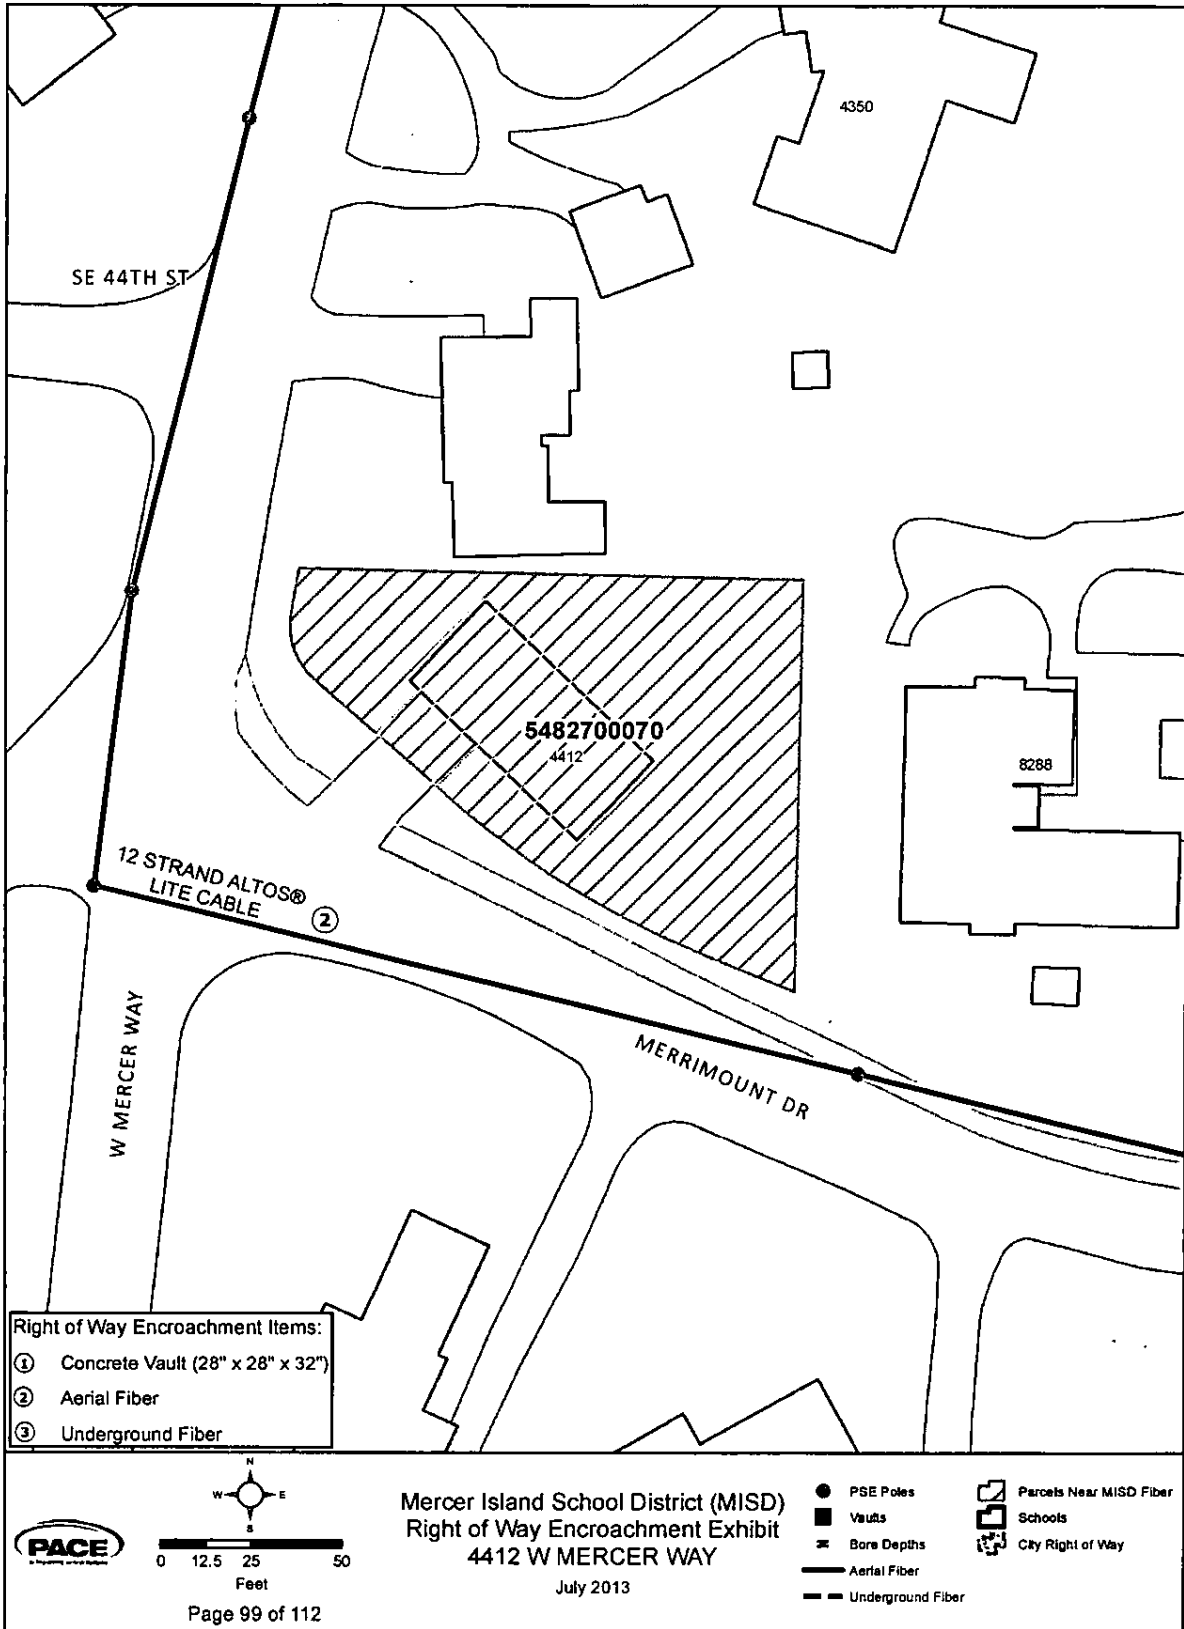 4350
SE 44TH ST
5482700070
4412
8288
12 STRAND ALTOS®
LITE CABLE
②
W MERCER WAY
MERRIMOUNT DR
Right of Way Encroachment Items:
① Concrete Vault (28" x 28" x 32")
② Aerial Fiber
③ Underground Fiber
PACE
N
W E
S
0 12.5 25 50
Feet
Page 99 of 112
Mercer Island School District (MISD)
Right of Way Encroachment Exhibit
4412 W MERCER WAY
July 2013
PSE Poles
Vaults
Bore Depths
Aerial Fiber
Underground Fiber
Parcels Near MISD Fiber
Schools
City Right of Way